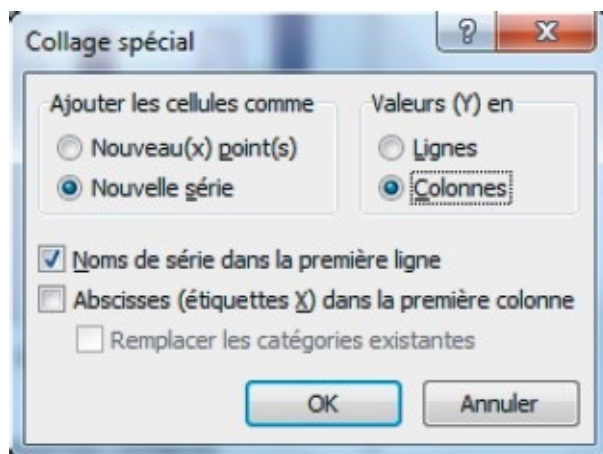 Collage spécial
?
X
Ajouter les cellules comme
Nouveau(x) point(s)
Nouvelle série
Valeurs (Y) en
Lignes
Colonnes
Noms de série dans la première ligne
Abscisses (étiquettes X) dans la première colonne
Remplacer les catégories existantes
OK
Annuler